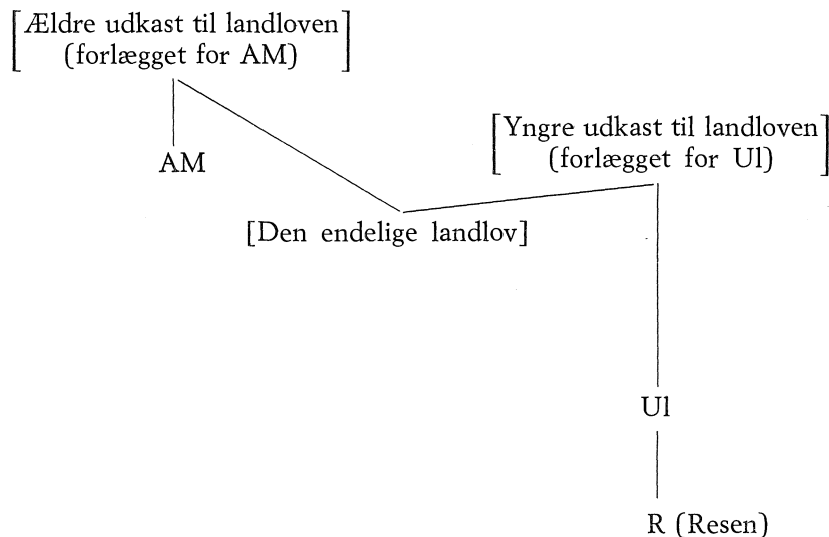 [Ældre udkast til landloven
(forlægget for AM)]
[Yngre udkast til landloven
(forlægget for Ul)]
AM
[Den endelige landlov]
Ul
R (Resen)